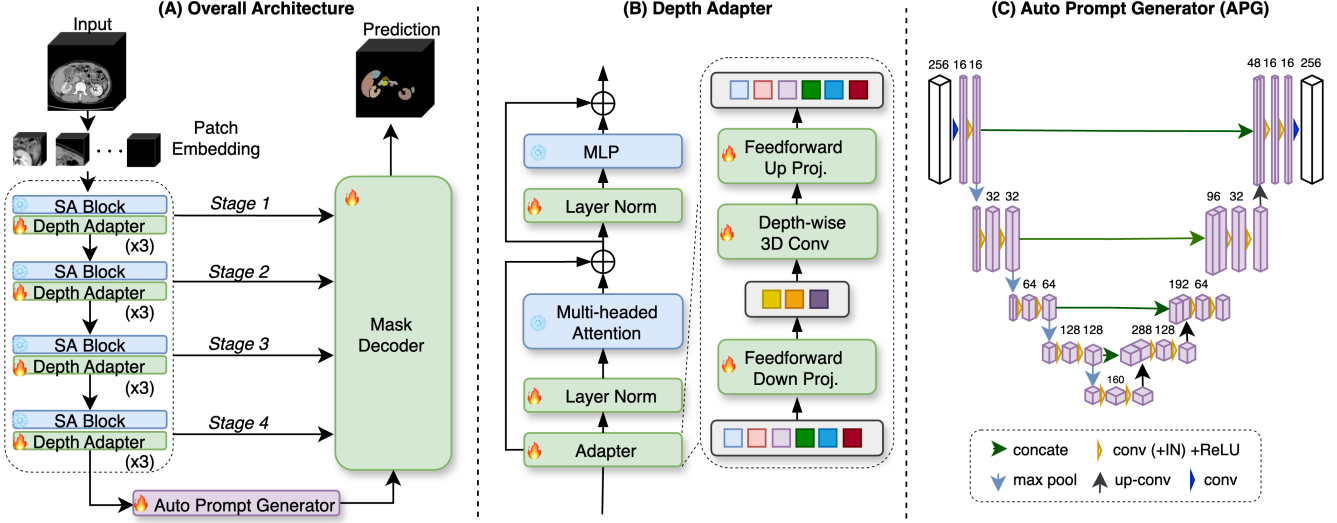 (A) Overall Architecture
Input
Prediction
Patch
Embedding
SA Block
Depth Adapter
(x3)
Stage 1
SA Block
Depth Adapter
(x3)
Stage 2
SA Block
Depth Adapter
(x3)
Stage 3
SA Block
Depth Adapter
(x3)
Stage 4
Mask
Decoder
Auto Prompt Generator
(B) Depth Adapter
MLP
Layer Norm
Multi-headed
Attention
Layer Norm
Adapter
Feedforward
Up Proj.
Depth-wise
3D Conv
Feedforward
Down Proj.
(C) Auto Prompt Generator (APG)
256 16 16
48 16 16 256
32 32
96 32
64 64
192 64
128 128
288 128
160
concate
conv (+IN) +ReLU
max pool
up-conv
conv